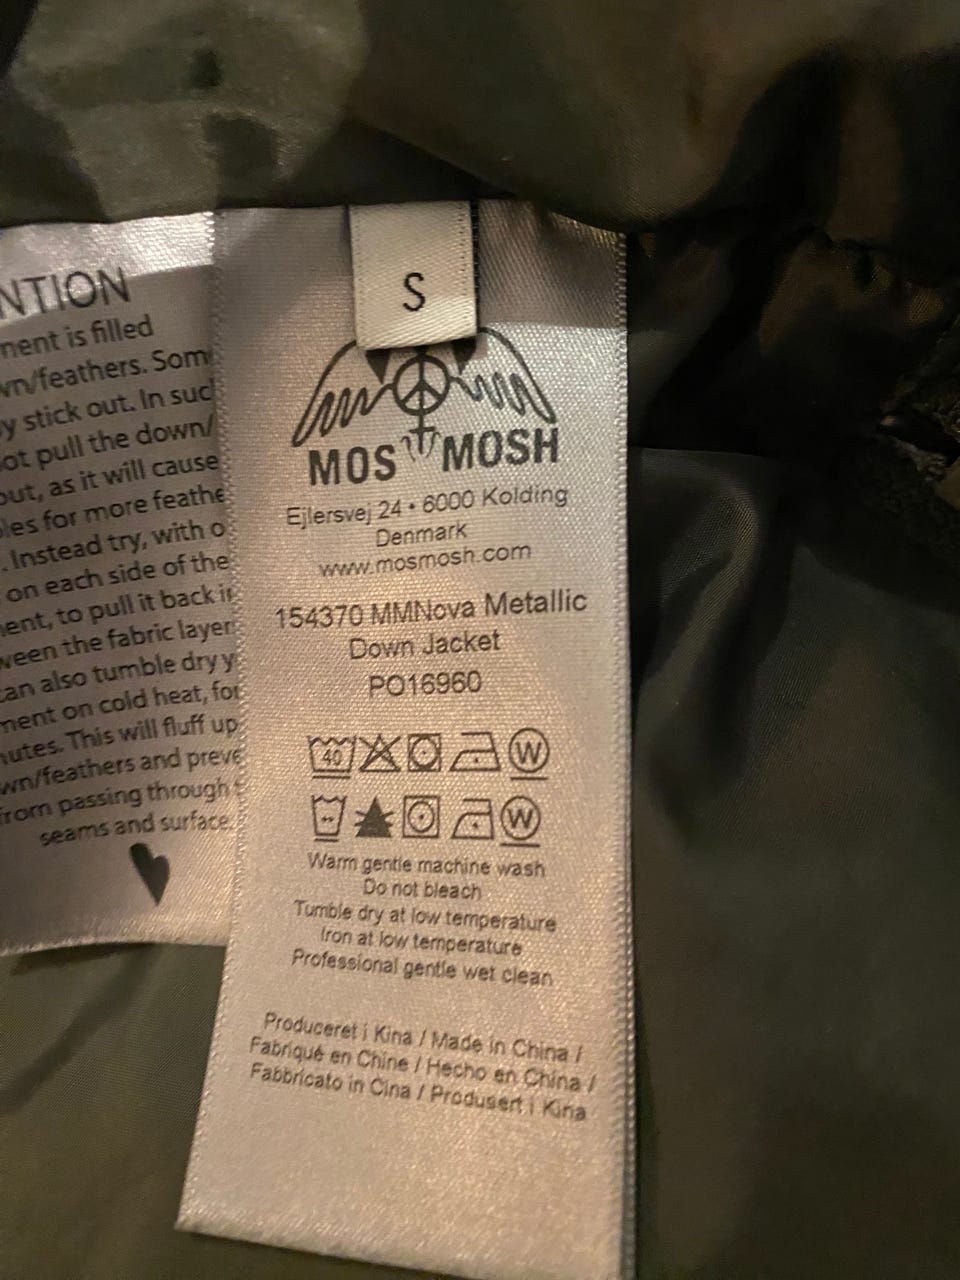 NTION
ment is filled
wn/feathers. Som
y stick out. In suc
ot pull the down/
out, as it will cause
les for more feathe
. Instead try, with o
on each side of the
ent, to pull it back in
ween the fabric layer
can also tumble dry y
ment on cold heat, for
nutes. This will fluff up
wn/feathers and preve
from passing through t
seams and surface.
S
MOS MOSH
Ejlersvej 24 • 6000 Kolding
Denmark
www.mosmosh.com
154370 MMNova Metallic
Down Jacket
PO16960
40
W
W
Warm gentle machine wash
Do not bleach
Tumble dry at low temperature
Iron at low temperature
Professional gentle wet clean
Produceret i Kina / Made in China /
Fabriqué en Chine / Hecho en China /
Fabbricato in Cina / Produsert i Kina